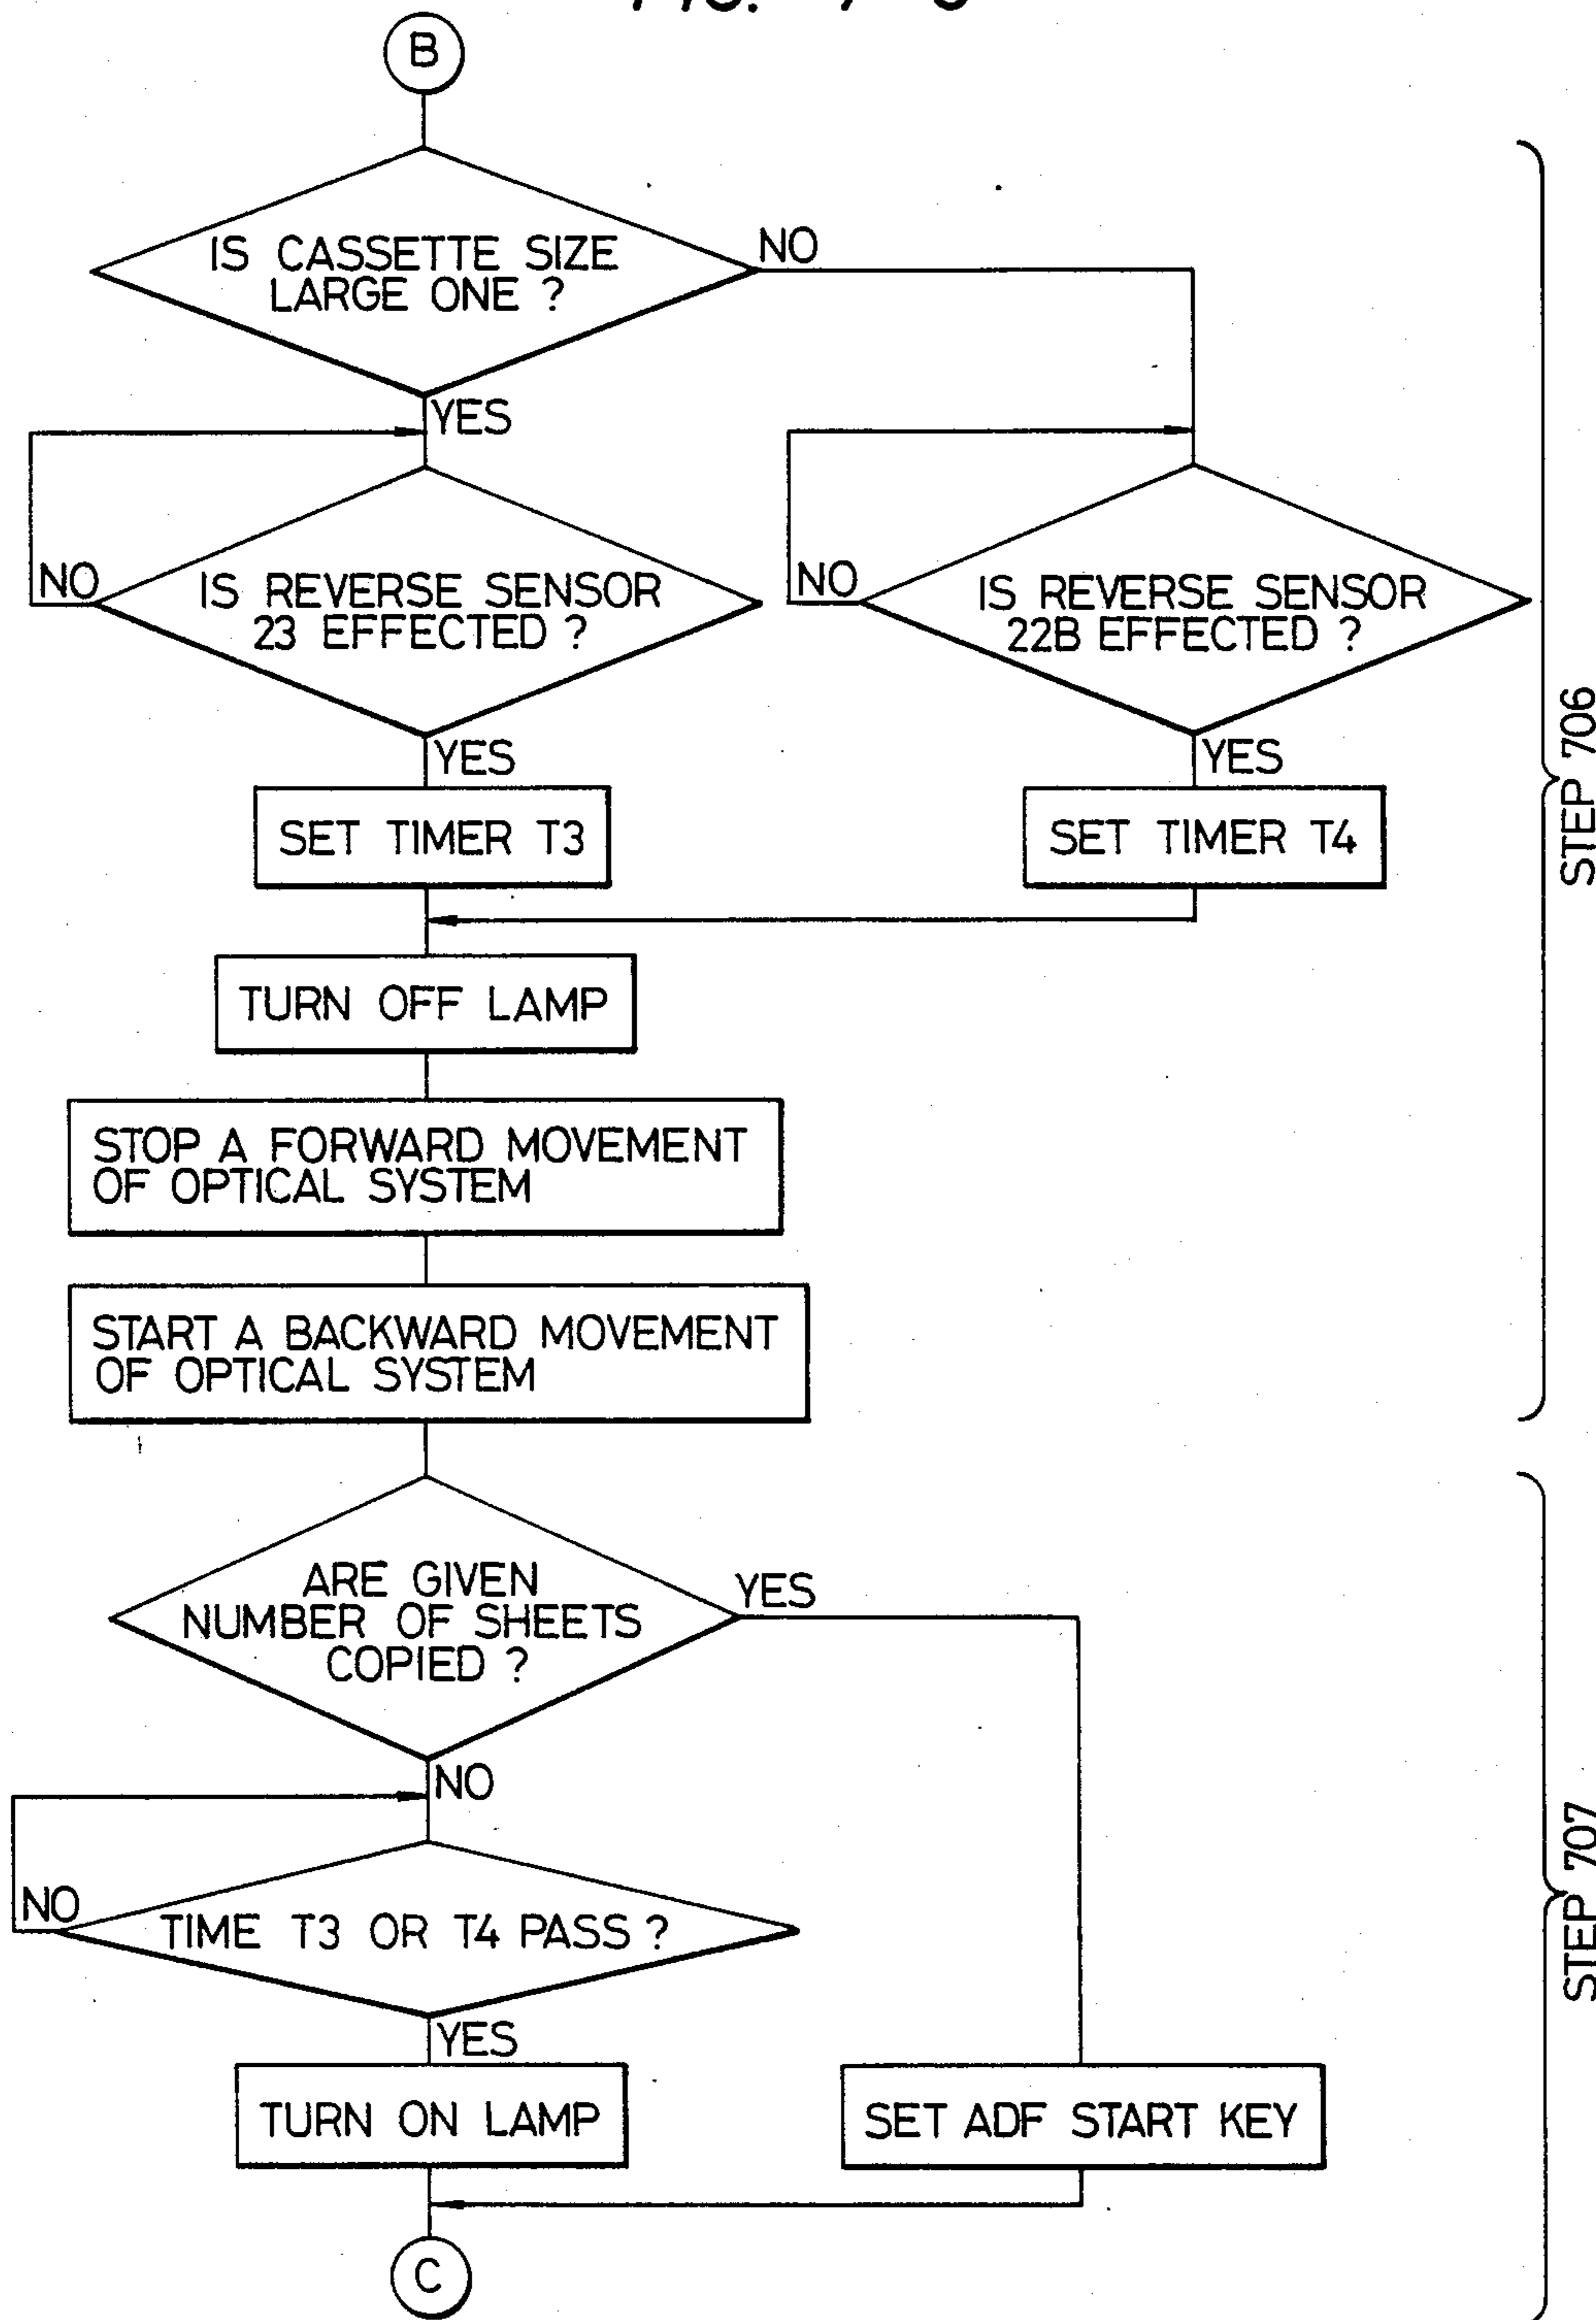 B
IS CASSETTE SIZE
LARGE ONE ?
NO
YES
NO
IS REVERSE SENSOR
23 EFFECTED ?
NO
IS REVERSE SENSOR
22B EFFECTED ?
YES
YES
SET TIMER T3
SET TIMER T4
STEP 706
TURN OFF LAMP
STOP A FORWARD MOVEMENT
OF OPTICAL SYSTEM
START A BACKWARD MOVEMENT
OF OPTICAL SYSTEM
ARE GIVEN
NUMBER OF SHEETS
COPIED ?
YES
NO
NO
TIME T3 OR T4 PASS ?
STEP 707
YES
TURN ON LAMP
SET ADF START KEY
C